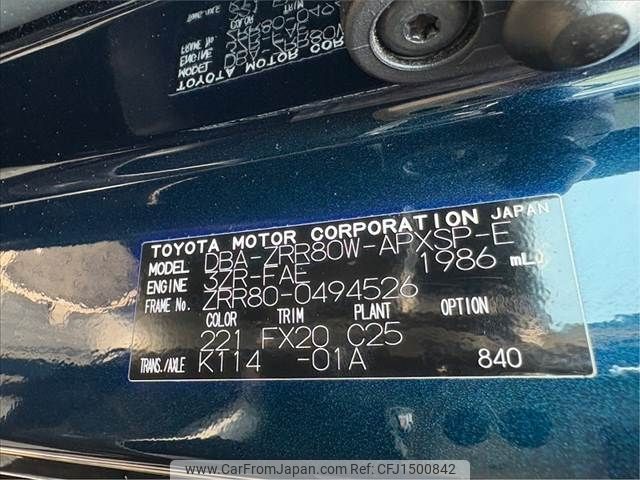 TOYOTA MOTOR CORPORATION JAPAN
MODEL DBA-ZRR80W-APXSP-E
ENGINE 3ZR-FAE 1986 mL
FRAME No. ZRR80-0494526
COLOR TRIM PLANT OPTION
221 FX20 C25
TRANS./AXLE K114 -01A 840
www.CarFromJapan.com CFJ1500842